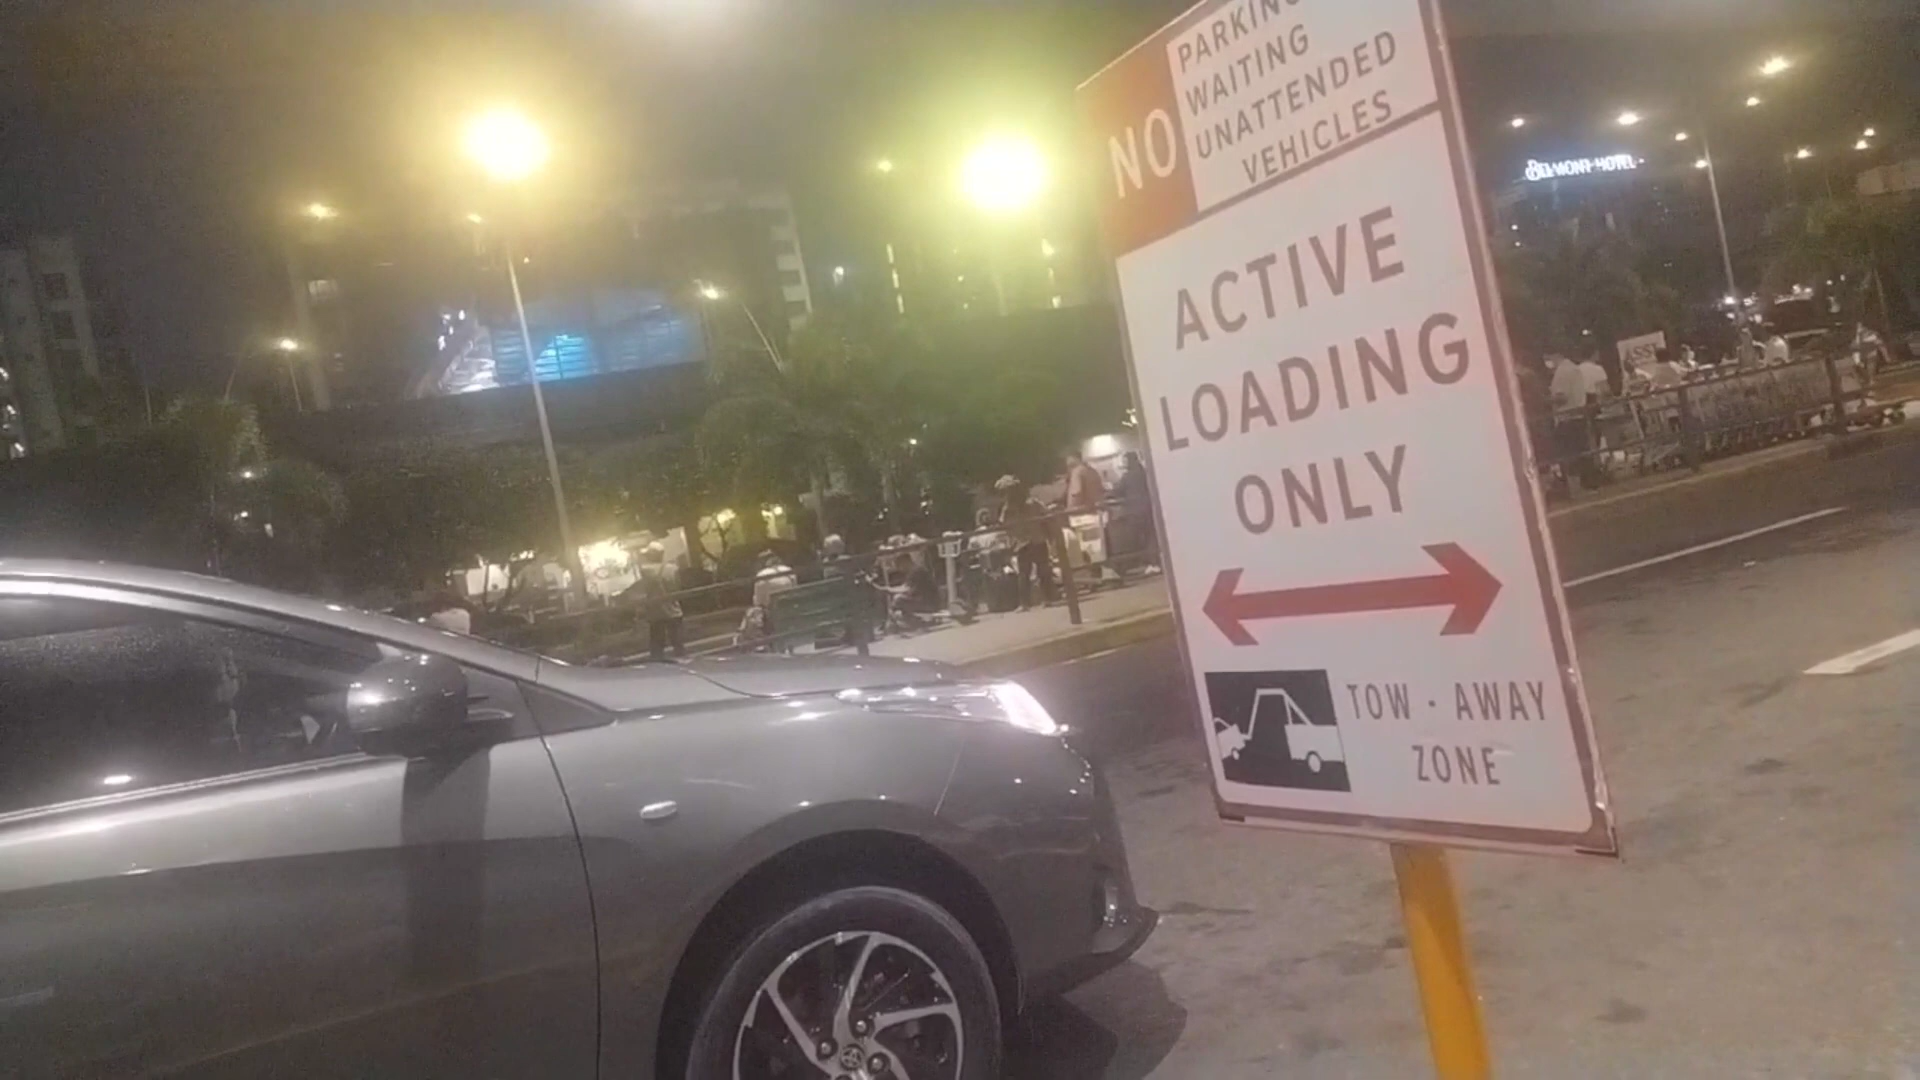 NO
PARKING
WAITING
UNATTENDED
VEHICLES
ACTIVE
LOADING
ONLY
TOW - AWAY
ZONE
BELMONT HOTEL